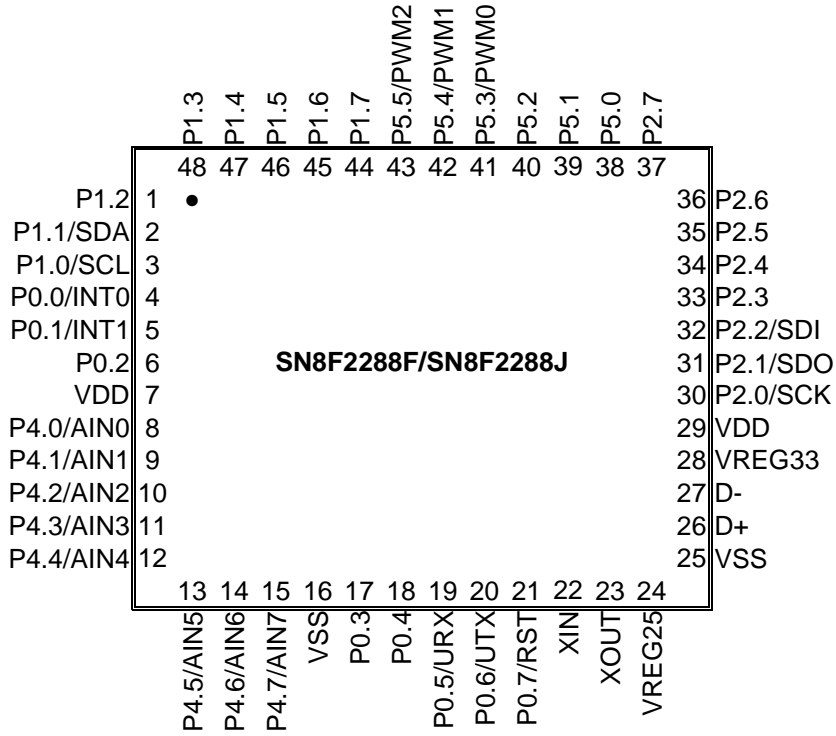 P1.3
P1.4
P1.5
P1.6
P1.7
P5.5/PWM2
P5.4/PWM1
P5.3/PWM0
P5.2
P5.1
P5.0
P2.7
48 47 46 45 44 43 42 41 40 39 38 37
P1.2 1 ● 36 P2.6
P1.1/SDA 2 35 P2.5
P1.0/SCL 3 34 P2.4
P0.0/INT0 4 33 P2.3
P0.1/INT1 5 32 P2.2/SDI
P0.2 6 SN8F2288F/SN8F2288J 31 P2.1/SDO
VDD 7 30 P2.0/SCK
P4.0/AIN0 8 29 VDD
P4.1/AIN1 9 28 VREG33
P4.2/AIN2 10 27 D-
P4.3/AIN3 11 26 D+
P4.4/AIN4 12 25 VSS
13 14 15 16 17 18 19 20 21 22 23 24
P4.5/AIN5
P4.6/AIN6
P4.7/AIN7
VSS
P0.3
P0.4
P0.5/URX
P0.6/UTX
P0.7/RST
XIN
XOUT
VREG25